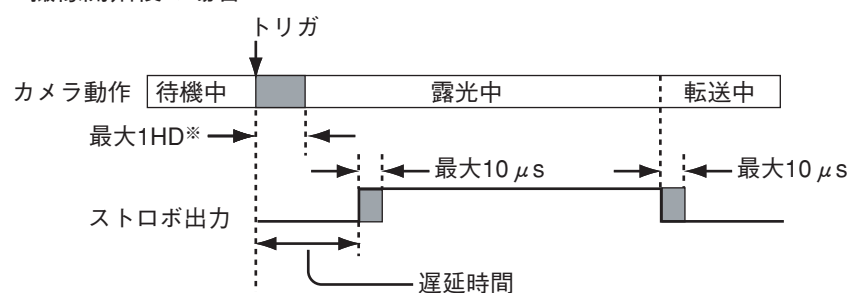 トリガ
カメラ動作 待機中 露光中 転送中
最大1HD※
最大10μs 最大10μs
ストロボ出力
遅延時間